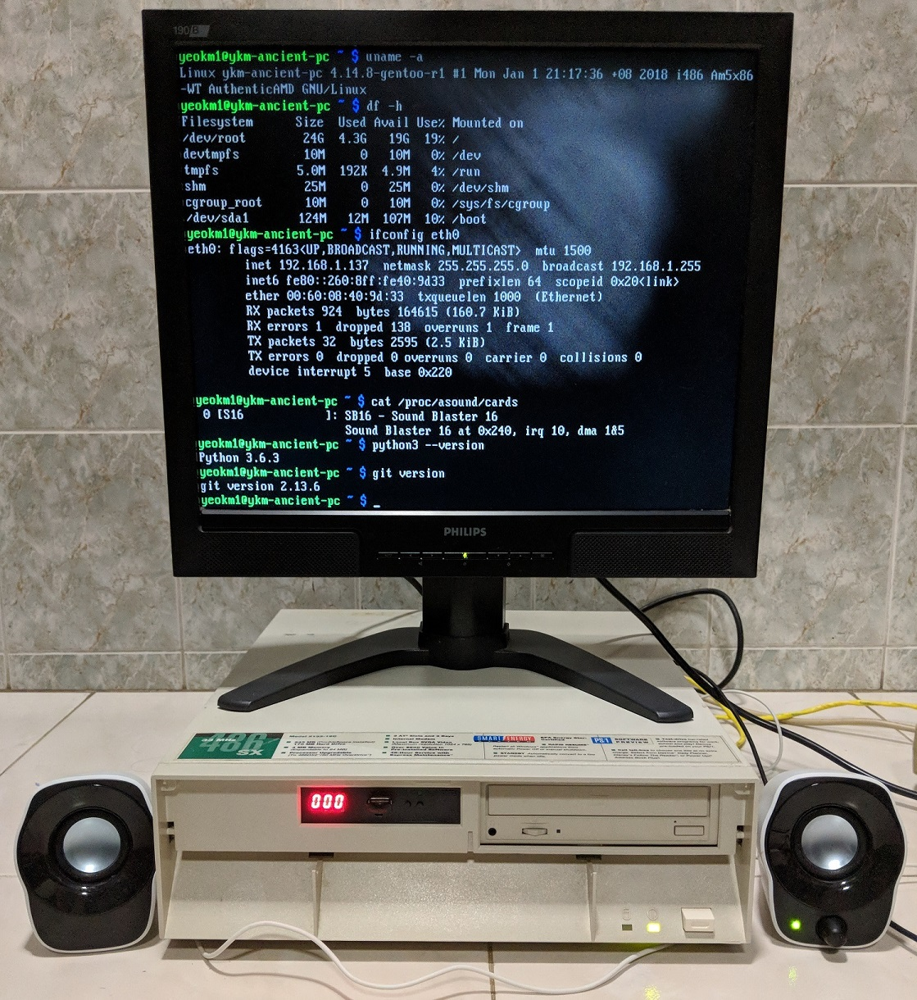 190 B
yeokm1@ykm-ancient-pc ~ $ uname -a
Linux ykm-ancient-pc 4.14.8-gentoo-r1 #1 Mon Jan 1 21:17:36 +08 2018 i486 Am5x86
-WT AuthenticAMD GNU/Linux
yeokm1@ykm-ancient-pc ~ $ df -h
Filesystem Size Used Avail Use% Mounted on
/dev/root 24G 4.3G 19G 19% /
devtmpfs 10M 0 10M 0% /dev
tmpfs 5.0M 192K 4.9M 4% /run
shm 25M 0 25M 0% /dev/shm
cgroup_root 10M 0 10M 0% /sys/fs/cgroup
/dev/sda1 124M 12M 107M 10% /boot
yeokm1@ykm-ancient-pc ~ $ ifconfig eth0
eth0: flags=4163<UP,BROADCAST,RUNNING,MULTICAST> mtu 1500
inet 192.168.1.137 netmask 255.255.255.0 broadcast 192.168.1.255
inet6 fe80::260:8ff:fe40:9d33 prefixlen 64 scopeid 0x20<link>
ether 00:60:08:40:9d:33 txqueuelen 1000 (Ethernet)
RX packets 924 bytes 164615 (160.7 KiB)
RX errors 1 dropped 138 overruns 1 frame 1
TX packets 32 bytes 2595 (2.5 KiB)
TX errors 0 dropped 0 overruns 0 carrier 0 collisions 0
device interrupt 5 base 0x220
yeokm1@ykm-ancient-pc ~ $ cat /proc/asound/cards
0 [S16 ]: SB16 - Sound Blaster 16
Sound Blaster 16 at 0x240, irq 10, dma 1&5
yeokm1@ykm-ancient-pc ~ $ python3 --version
Python 3.6.3
yeokm1@ykm-ancient-pc ~ $ git version
git version 2.13.6
yeokm1@ykm-ancient-pc ~ $ _
PHILIPS
33 MHz
486
SX
SMART ENERGY
PS/1 SOFTWARE PREVIEW
Internal Modem
000